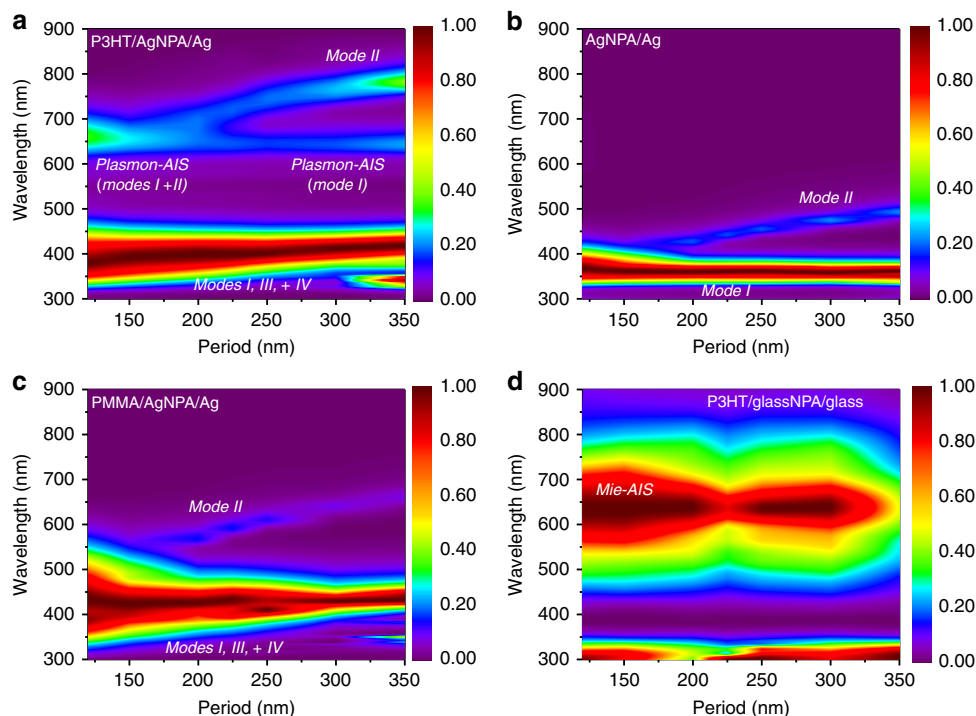 a
P3HT/AgNPA/Ag
Mode II
Plasmon-AIS
(modes I +II)
Plasmon-AIS
(mode I)
Modes I, III, + IV
Wavelength (nm)
900
800
700
600
500
400
300
150
200
250
300
350
Period (nm)
1.00
0.80
0.60
0.40
0.20
0.00
b
AgNPA/Ag
Mode II
Mode I
Wavelength (nm)
900
800
700
600
500
400
300
150
200
250
300
350
Period (nm)
1.00
0.80
0.60
0.40
0.20
0.00
c
PMMA/AgNPA/Ag
Mode II
Modes I, III, + IV
Wavelength (nm)
900
800
700
600
500
400
300
150
200
250
300
350
Period (nm)
1.00
0.80
0.60
0.40
0.20
0.00
d
P3HT/glassNPA/glass
Mie-AIS
Wavelength (nm)
900
800
700
600
500
400
300
150
200
250
300
350
Period (nm)
1.00
0.80
0.60
0.40
0.20
0.00